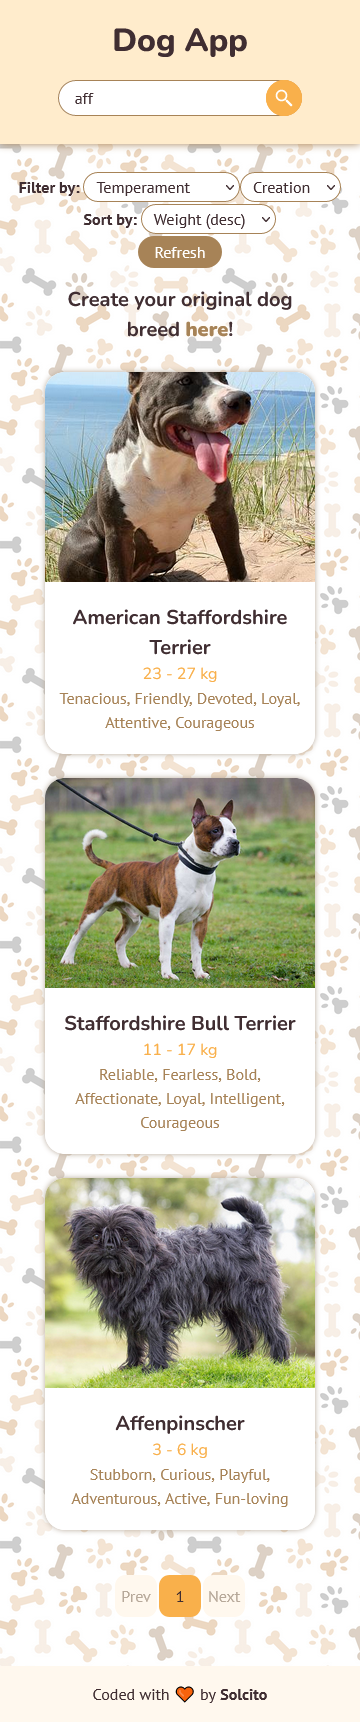 Dog App
aff
Filter by: Temperament Creation
Sort by: Weight (desc)
Refresh
Create your original dog
breed here!
American Staffordshire
Terrier
23 - 27 kg
Tenacious, Friendly, Devoted, Loyal,
Attentive, Courageous
Staffordshire Bull Terrier
11 - 17 kg
Reliable, Fearless, Bold,
Affectionate, Loyal, Intelligent,
Courageous
Affenpinscher
3 - 6 kg
Stubborn, Curious, Playful,
Adventurous, Active, Fun-loving
Prev 1 Next
Coded with 🧡 by Solcito